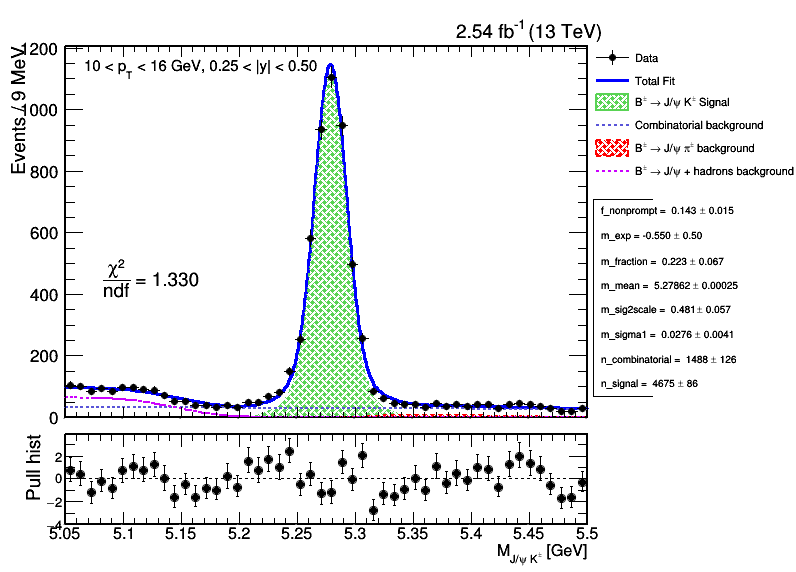 2.54 fb⁻¹ (13 TeV)
Events / 9 MeV
10 < p_T < 16 GeV, 0.25 < |y| < 0.50
χ²/ndf = 1.330
1200
1000
800
600
400
200
0
Data
Total Fit
B± → J/ψ K± Signal
Combinatorial background
B± → J/ψ π± background
B± → J/ψ + hadrons background
f_nonprompt = 0.143 ± 0.015
m_exp = -0.550 ± 0.50
m_fraction = 0.223 ± 0.067
m_mean = 5.27862 ± 0.00025
m_sig2scale = 0.481 ± 0.057
m_sigma1 = 0.0276 ± 0.0041
n_combinatorial = 1488 ± 126
n_signal = 4675 ± 86
Pull hist
2
0
−2
−4
5.05 5.1 5.15 5.2 5.25 5.3 5.35 5.4 5.45 5.5
M_J/ψ K± [GeV]